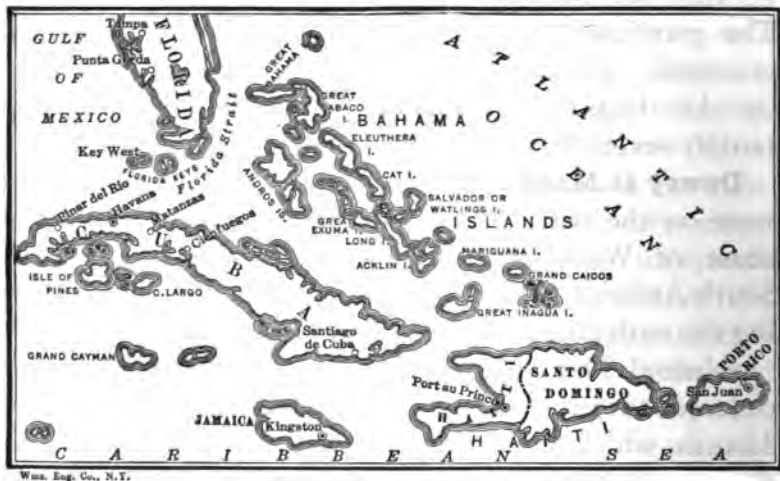 Tampa
GULF
Punta Gorda
OF
MEXICO
FLORIDA
Key West
FLORIDA KEYS
Florida Strait
GREAT BAHAMA
GREAT ABACO I.
BAHAMA
ISLANDS
ATLANTIC
OCEAN
ELEUTHERA I.
CAT I.
ANDROS IS.
SALVADOR OR WATLINGS I.
GREAT EXUMA I.
LONG I.
ACKLIN I.
MARIGUANA I.
GRAND CAICOS
GREAT INAGUA I.
Pinar del Rio
Havana
Matanzas
Cienfuegos
CUBA
ISLE OF PINES
C. LARGO
Santiago de Cuba
GRAND CAYMAN
JAMAICA
Kingston
Port au Prince
HAITI
SANTO DOMINGO
HAITI
PORTO RICO
San Juan
CARIBBEAN SEA
Wms. Eng. Co., N.Y.